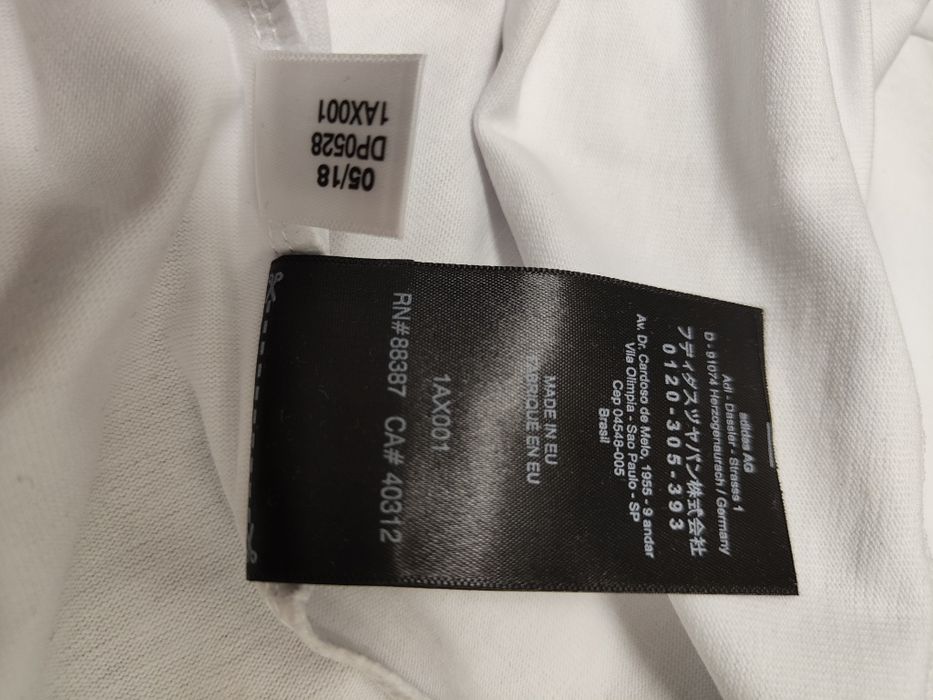 1AX001
DP0528
05/18
adidas AG
Adi - Dassler - Strasse 1
D - 91074 Herzogenaurach / Germany
アディダスジャパン株式会社
0120-305-393
Av. Dr. Cardoso de Melo, 1955 - 9 andar
Vila Olimpia - Sao Paulo - SP
Cep 04548-005
Brasil
MADE IN EU
FABRIQUÉ EN EU
1AX001
RN#88387 CA# 40312